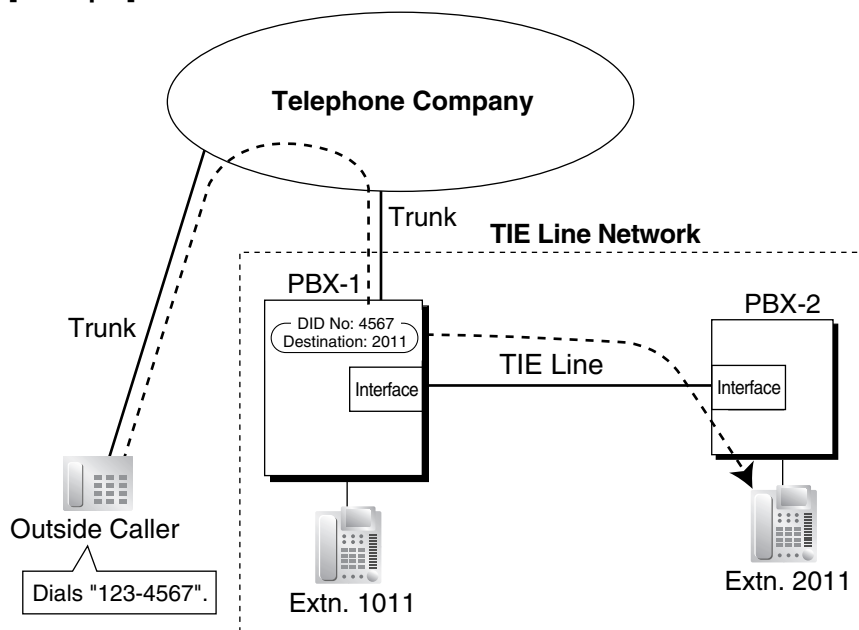 Telephone Company
Trunk
TIE Line Network
PBX-1
PBX-2
Trunk
DID No: 4567
Destination: 2011
TIE Line
Interface
Interface
Outside Caller
Dials "123-4567".
Extn. 1011
Extn. 2011